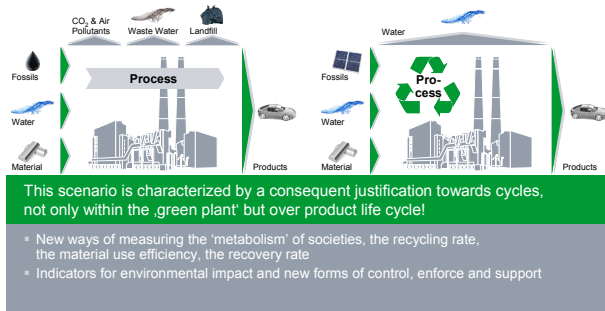 CO2 & Air
Pollutants
Waste Water
Landfill
Fossils
Process
Water
Material
Products
Water
Fossils
Pro-
cess
Water
Material
Products
This scenario is characterized by a consequent justification towards cycles,
not only within the ‚green plant‘ but over product life cycle!
New ways of measuring the ‘metabolism’ of societies, the recycling rate,
the material use efficiency, the recovery rate
Indicators for environmental impact and new forms of control, enforce and support